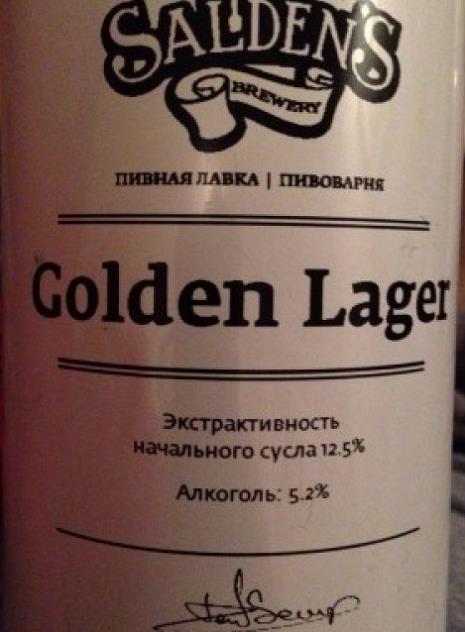 SALDEN'S
BREWERY
ПИВНАЯ ЛАВКА | ПИВОВАРНЯ
Golden Lager
Экстрактивность
начального сусла 12.5%
Алкоголь: 5.2%